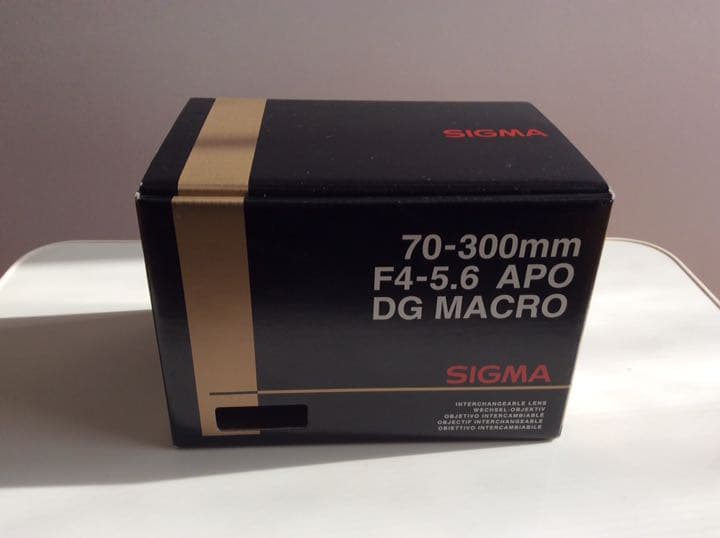 SIGMA
70-300mm
F4-5.6 APO
DG MACRO
SIGMA
INTERCHANGEABLE LENS
WECHSEL-OBJEKTIV
OBJETIVO INTERCAMBIABLE
OBJECTIF INTERCHANGEABLE
OBIETTIVO INTERCAMBIABILE